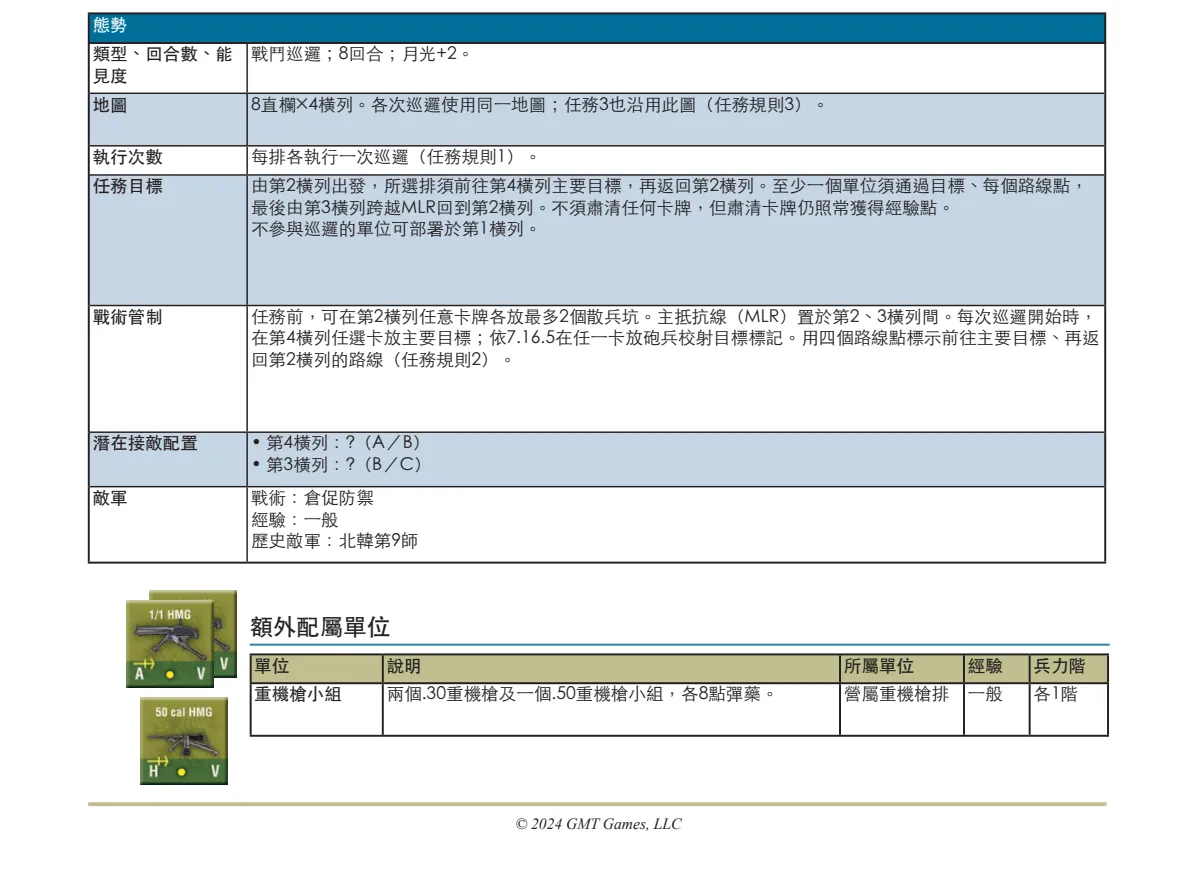 態勢
類型、回合數、能見度
戰鬥巡邏；8回合；月光+2。
地圖
8直欄×4橫列。各次巡邏使用同一地圖；任務3也沿用此圖（任務規則3）。
執行次數
每排各執行一次巡邏（任務規則1）。
任務目標
由第2橫列出發，所選排須前往第4橫列主要目標，再返回第2橫列。至少一個單位須通過目標、每個路線點，
最後由第3橫列跨越MLR回到第2橫列。不須肅清任何卡牌，但肅清卡牌仍照常獲得經驗點。
不參與巡邏的單位可部署於第1橫列。
戰術管制
任務前，可在第2橫列任意卡牌各放最多2個散兵坑。主抵抗線（MLR）置於第2、3橫列間。每次巡邏開始時，
在第4橫列任選卡放主要目標；依7.16.5在任一卡放砲兵校射目標標記。用四個路線點標示前往主要目標、再返
回第2橫列的路線（任務規則2）。
潛在接敵配置
• 第4橫列：?（A／B）
• 第3橫列：?（B／C）
敵軍
戰術：倉促防禦
經驗：一般
歷史敵軍：北韓第9師
1/1 HMG
A V
V
50 cal HMG
H V
額外配屬單位
單位 說明 所屬單位 經驗 兵力階
重機槍小組 兩個.30重機槍及一個.50重機槍小組，各8點彈藥。 營屬重機槍排 一般 各1階
© 2024 GMT Games, LLC